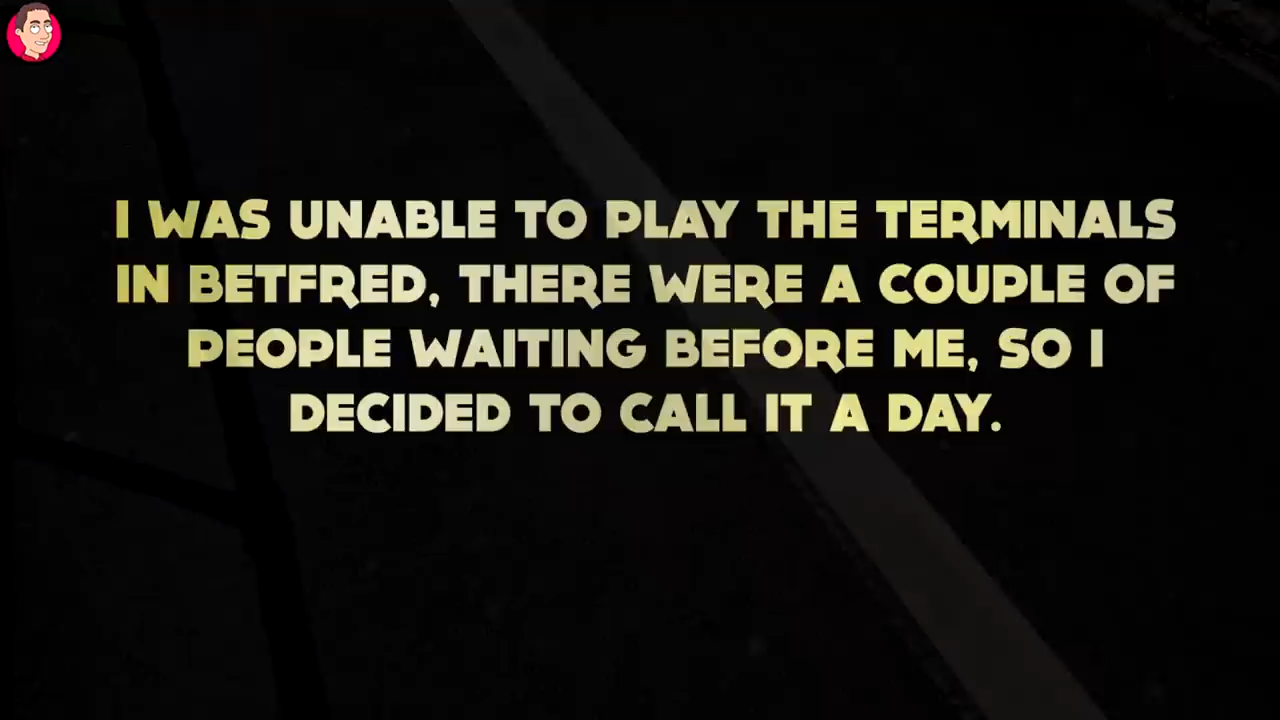 I WAS UNABLE TO PLAY THE TERMINALS
IN BETFRED, THERE WERE A COUPLE OF
PEOPLE WAITING BEFORE ME, SO I
DECIDED TO CALL IT A DAY.